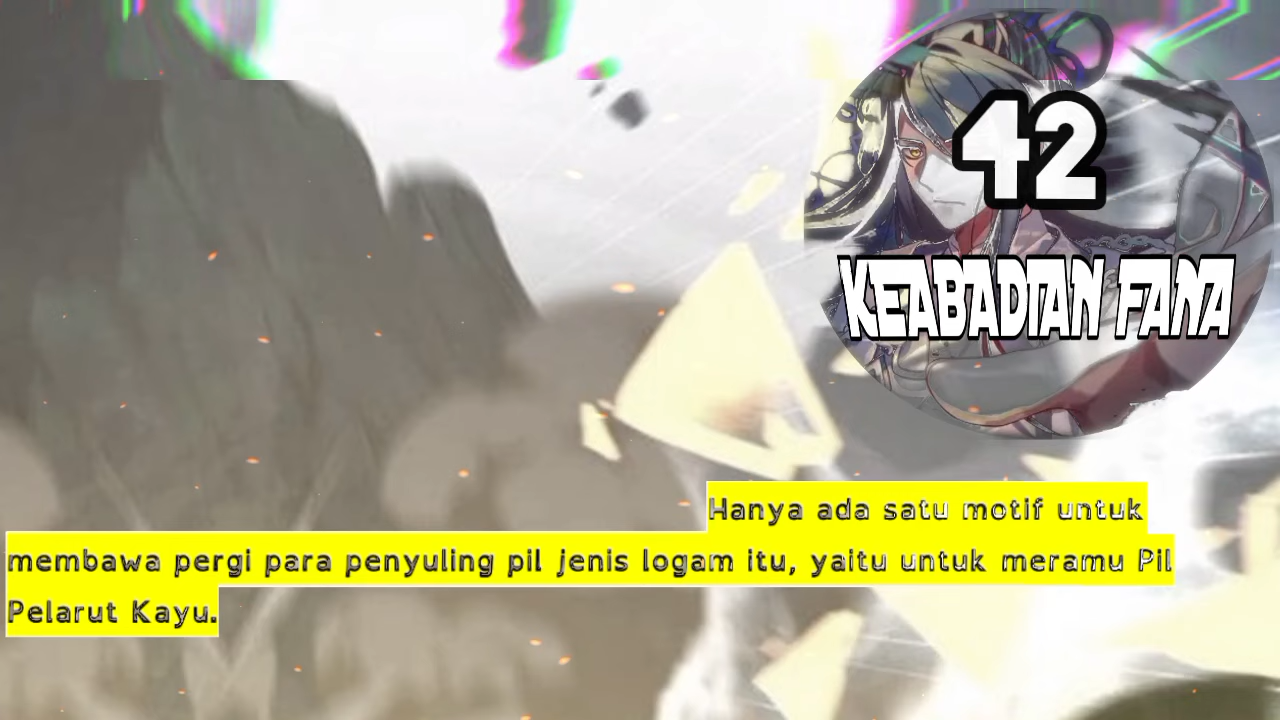 42
KEABADIAN FANA
Hanya ada satu motif untuk
membawa pergi para penyuling pil jenis logam itu, yaitu untuk meramu Pil
Pelarut Kayu.